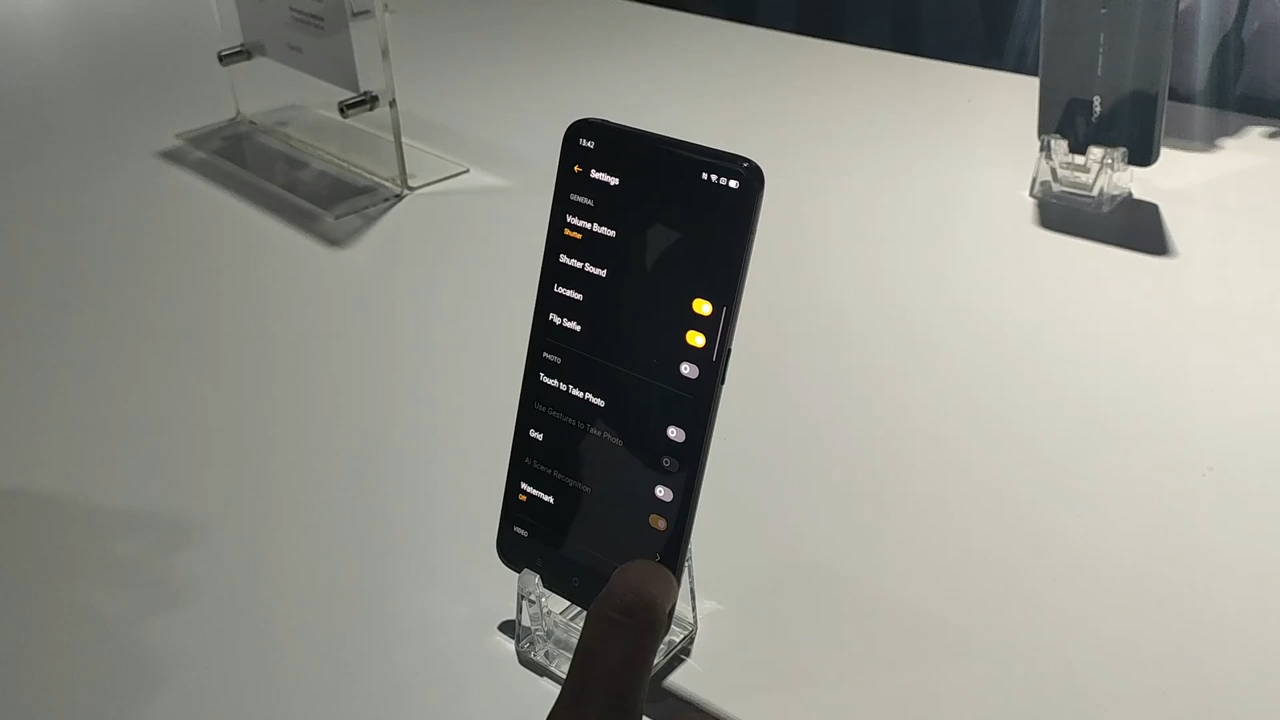 13:42
Settings
GENERAL
Volume Button
Shutter
Shutter Sound
Location
Flip Selfie
PHOTO
Touch to Take Photo
Use Gestures to Take Photo
Grid
AI Scene Recognition
Watermark
Off
VIDEO
oppo